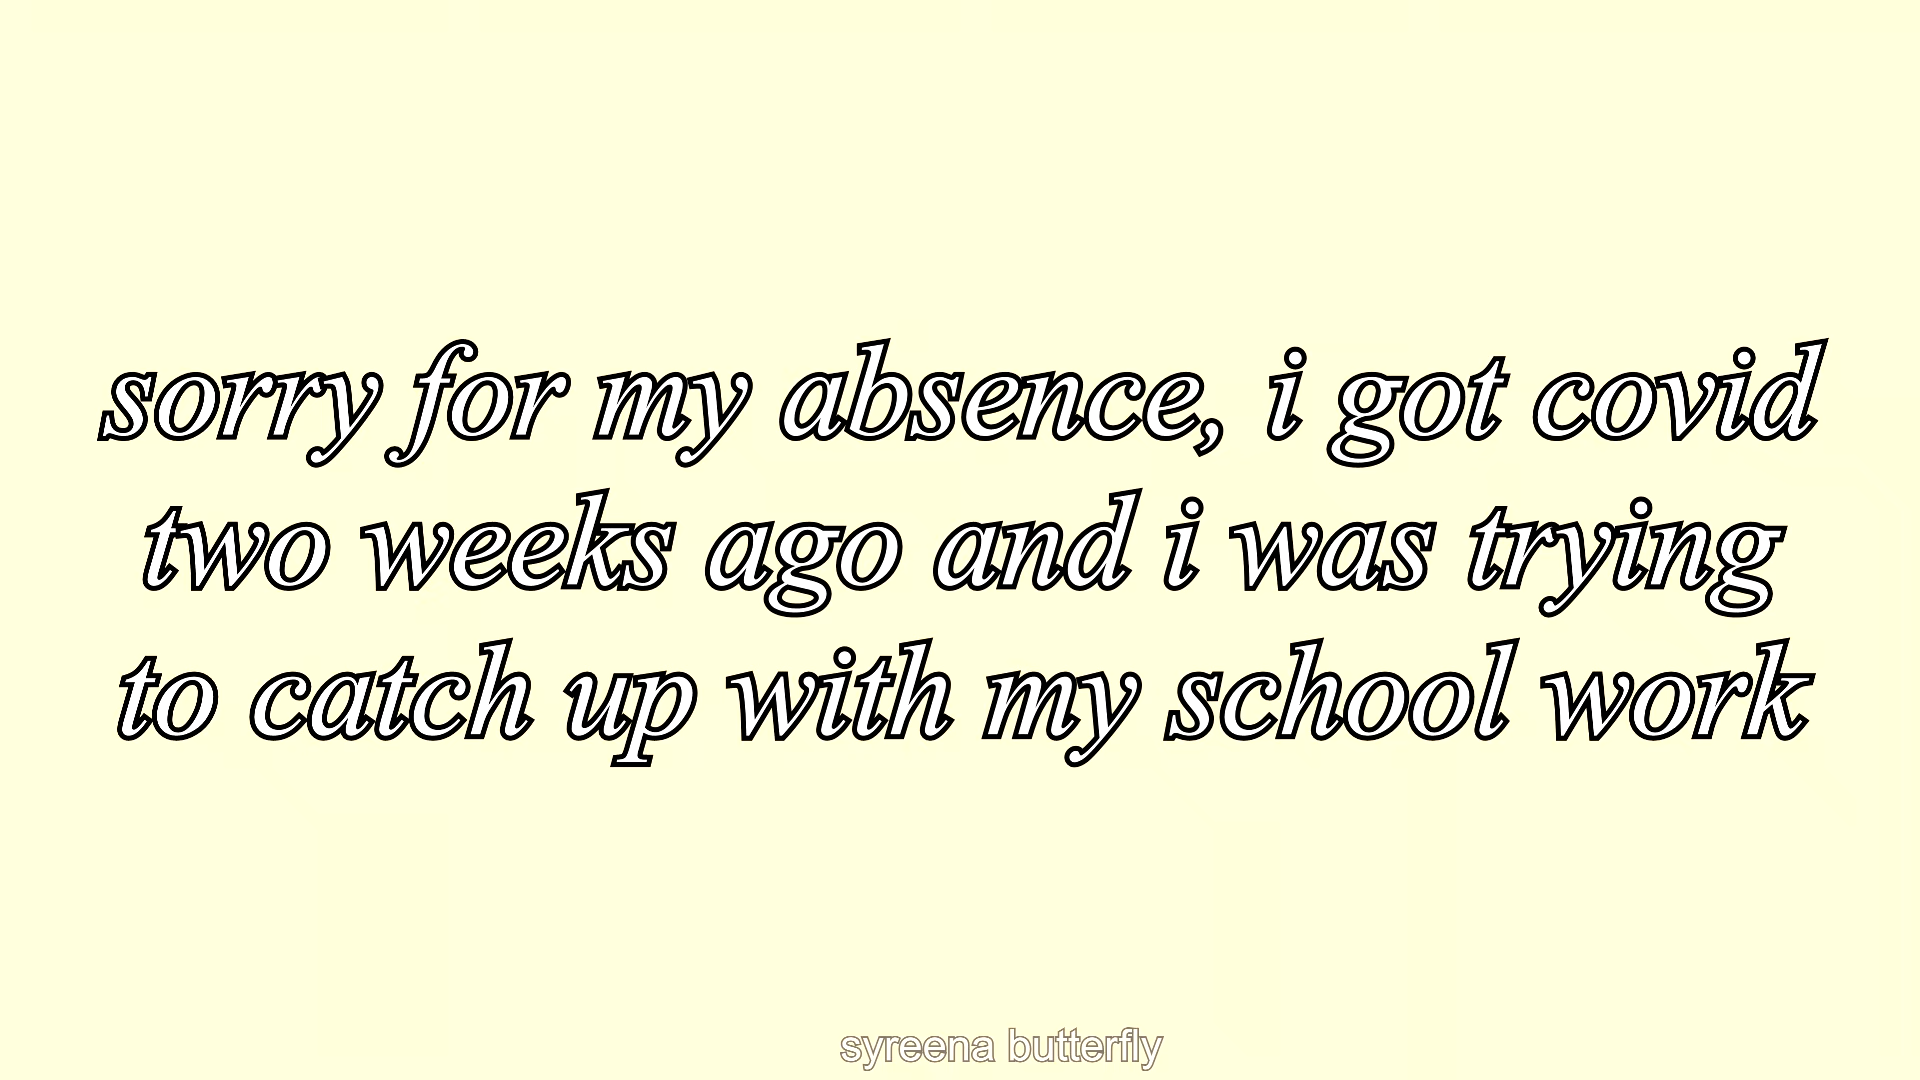 sorry for my absence, i got covid
two weeks ago and i was trying
to catch up with my school work
syreena butterfly